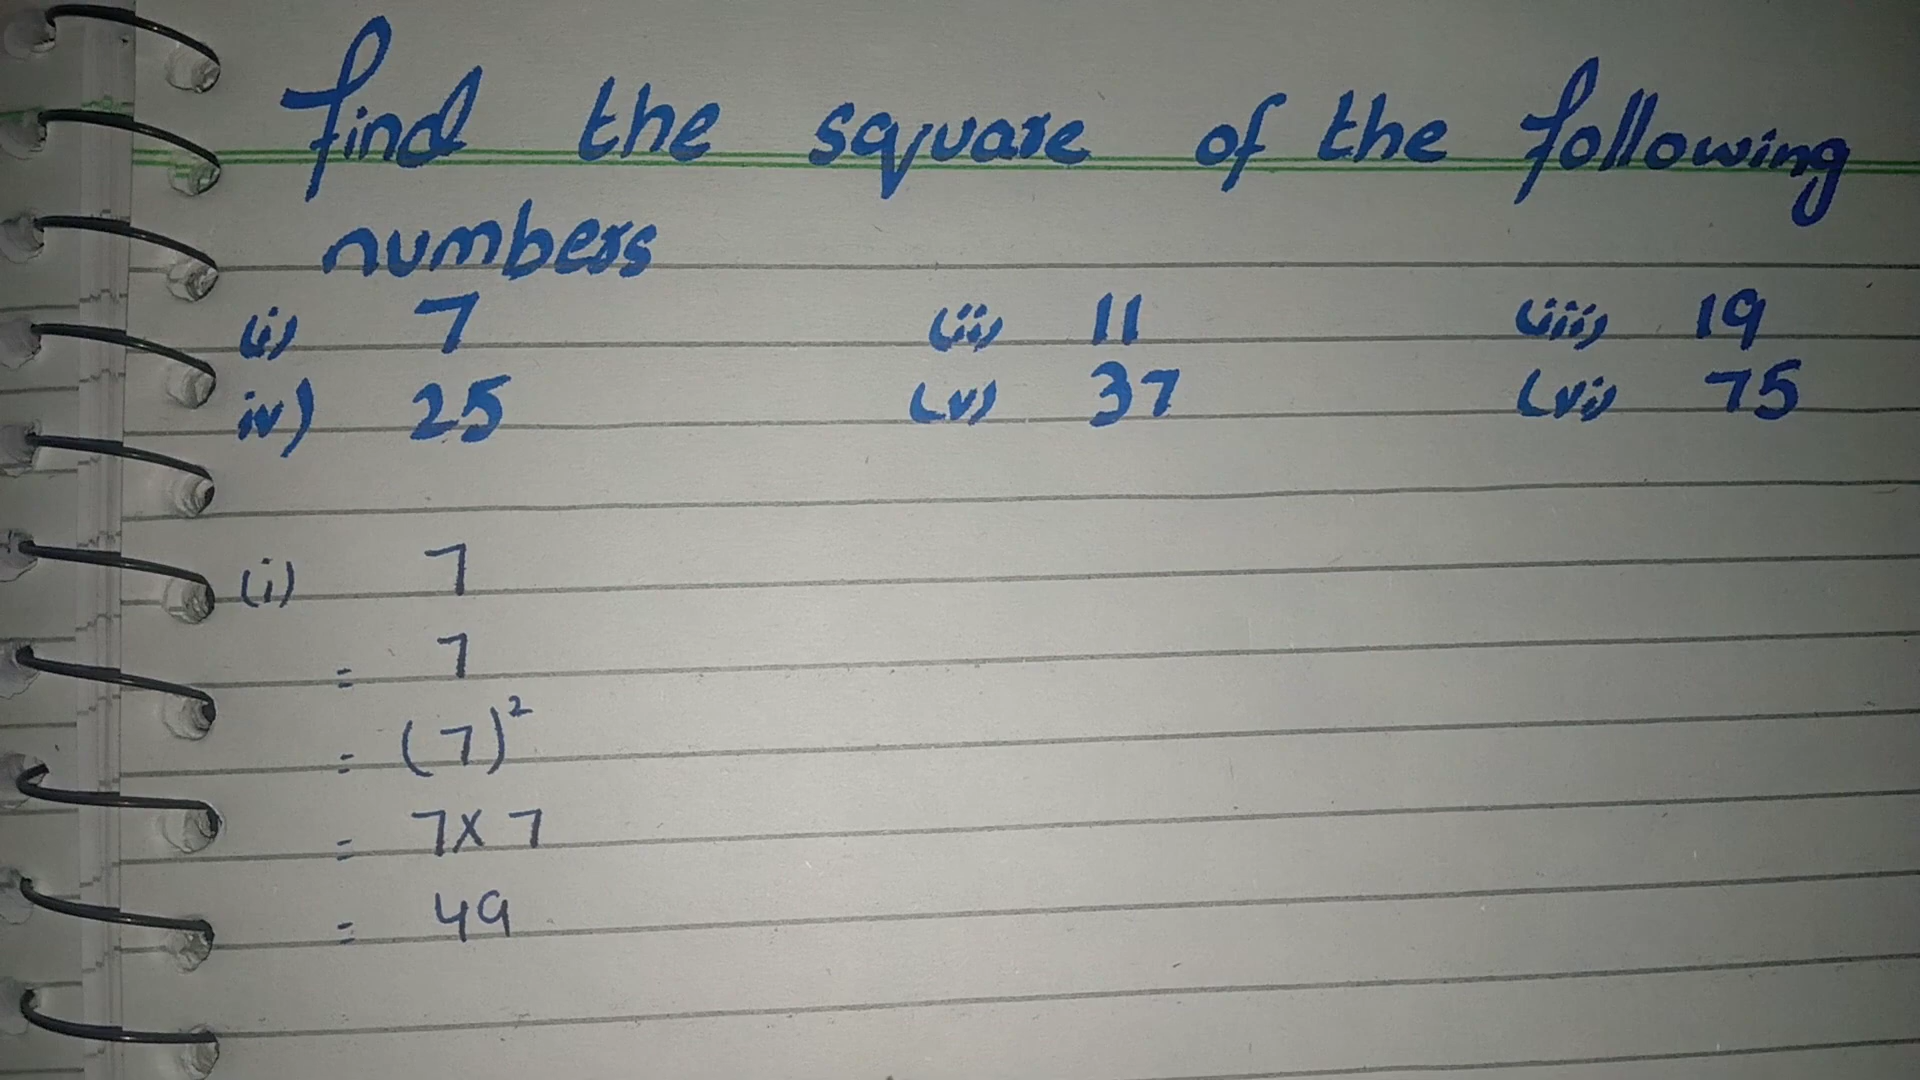 find the square of the following
numbers
(i) 7 (ii) 11 (iii) 19
iv) 25 (v) 37 (vi) 75
(i) 7
= 7
= (7)²
= 7x7
= 49